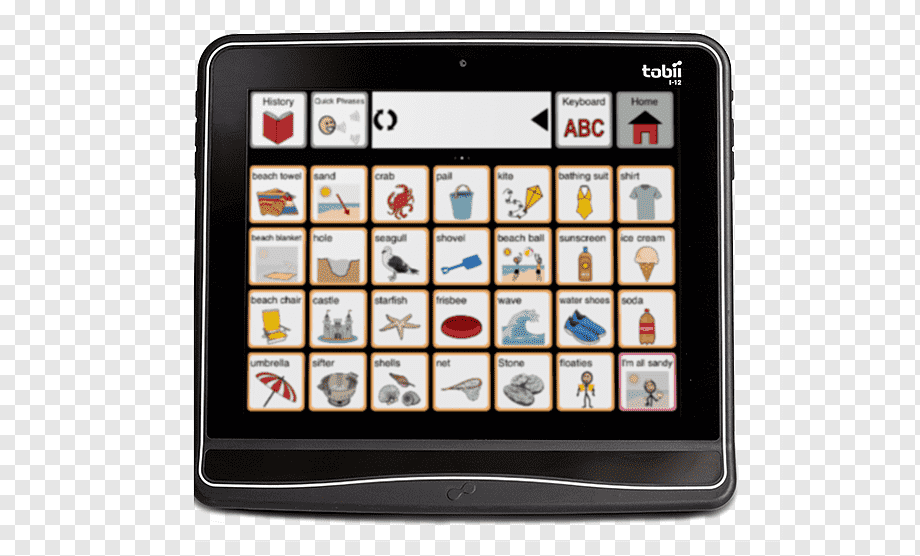 tobii
I-12
History
Quick Phrases
Keyboard
ABC
Home
beach towel
sand
crab
pail
kite
bathing suit
shirt
beach blanket
hole
seagull
shovel
beach ball
sunscreen
ice cream
beach chair
castle
starfish
frisbee
wave
water shoes
soda
umbrella
sifter
shells
net
Stone
floaties
I'm all sandy